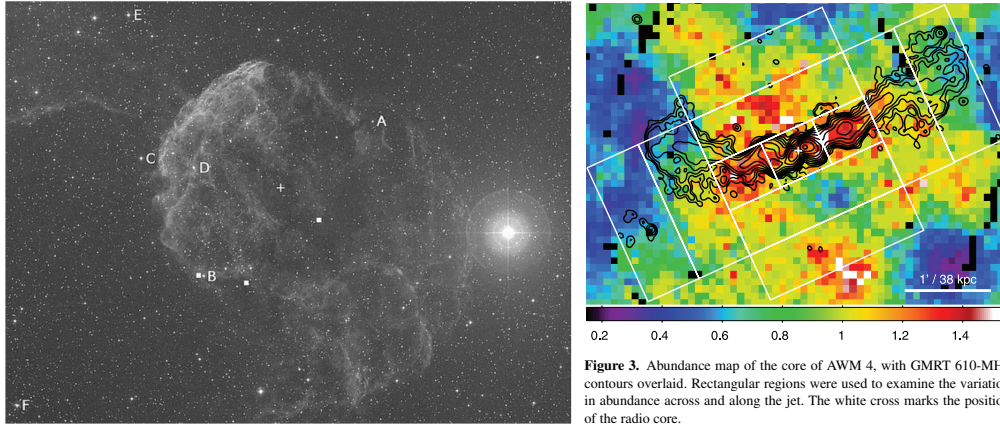 E
A
C
D
B
F
1' / 38 kpc
0.2 0.4 0.6 0.8 1 1.2 1.4
Figure 3. Abundance map of the core of AWM 4, with GMRT 610-MH
contours overlaid. Rectangular regions were used to examine the variatio
in abundance across and along the jet. The white cross marks the positio
of the radio core.